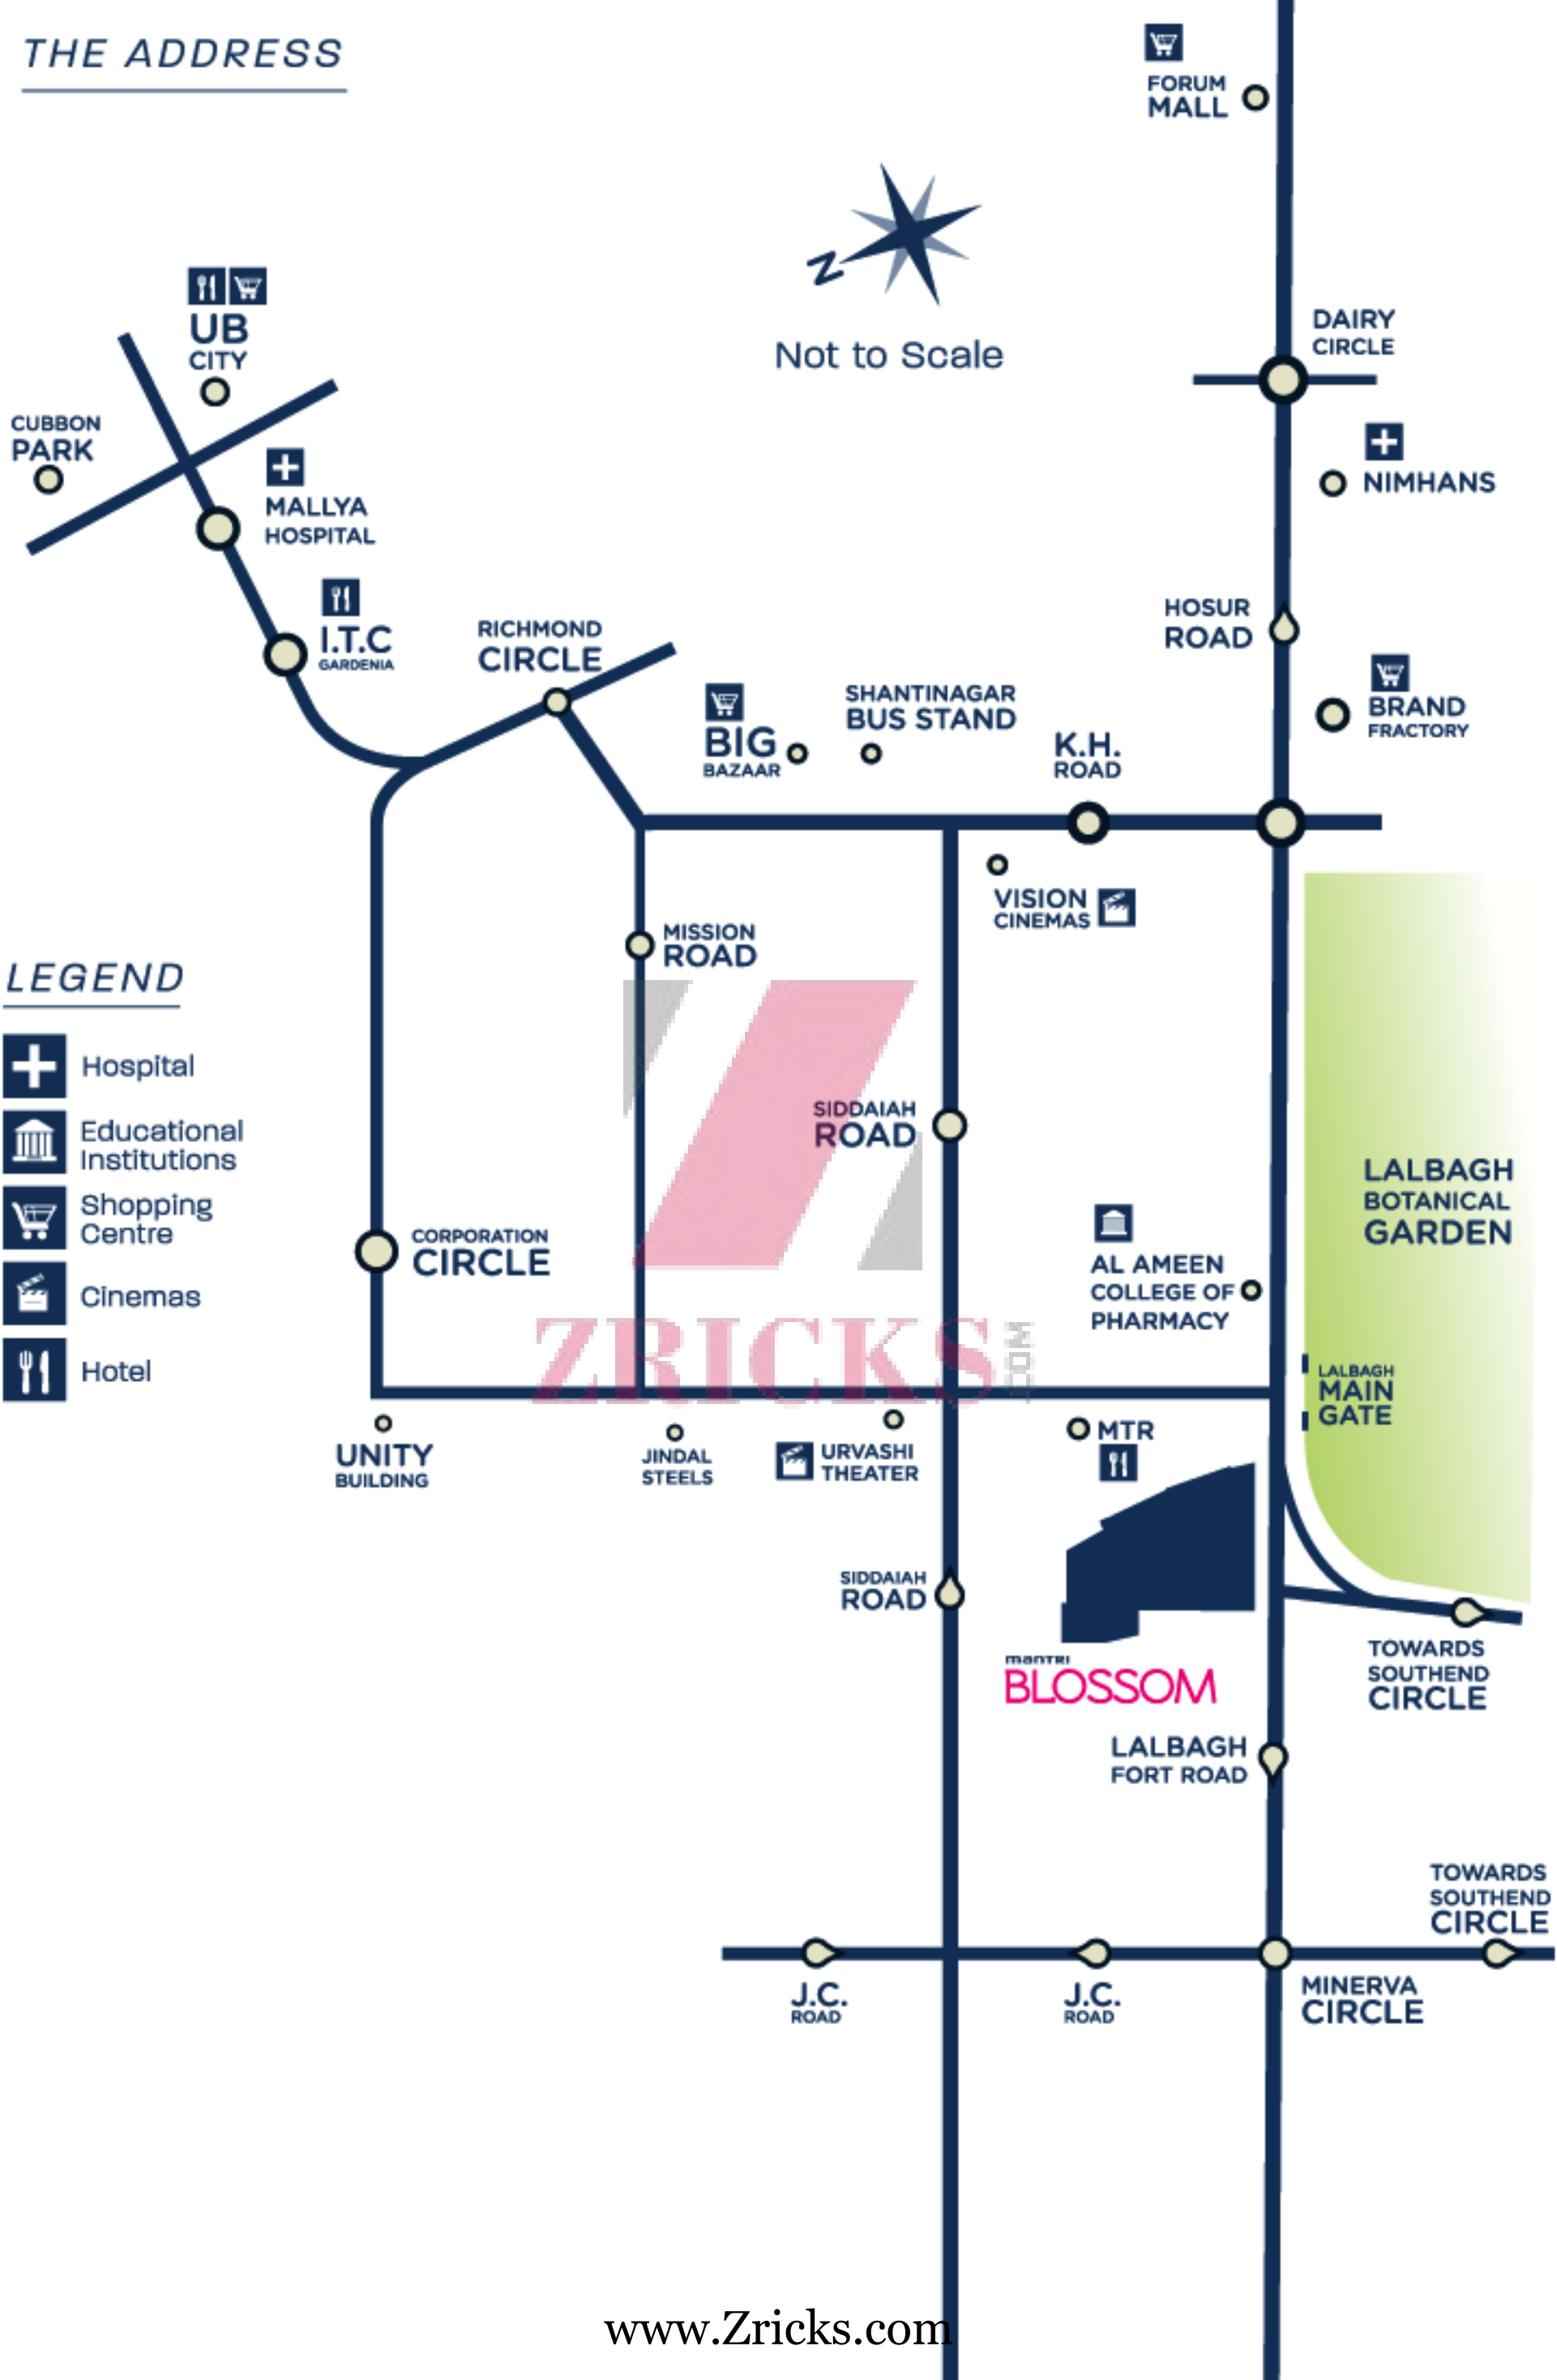 THE ADDRESS
FORUM
MALL
N
Not to Scale
UB
CITY
CUBBON
PARK
MALLYA
HOSPITAL
I.T.C
GARDENIA
RICHMOND
CIRCLE
DAIRY
CIRCLE
NIMHANS
HOSUR
ROAD
BRAND
FRACTORY
BIG
BAZAAR
SHANTINAGAR
BUS STAND
K.H.
ROAD
VISION
CINEMAS
MISSION
ROAD
LEGEND
Hospital
Educational
Institutions
Shopping
Centre
Cinemas
Hotel
SIDDAIAH
ROAD
CORPORATION
CIRCLE
AL AMEEN
COLLEGE OF
PHARMACY
LALBAGH
BOTANICAL
GARDEN
ZRICKS.COM
LALBAGH
MAIN
GATE
UNITY
BUILDING
JINDAL
STEELS
URVASHI
THEATER
MTR
SIDDAIAH
ROAD
mantri
BLOSSOM
TOWARDS
SOUTHEND
CIRCLE
LALBAGH
FORT ROAD
TOWARDS
SOUTHEND
CIRCLE
J.C.
ROAD
J.C.
ROAD
MINERVA
CIRCLE
www.Zricks.com